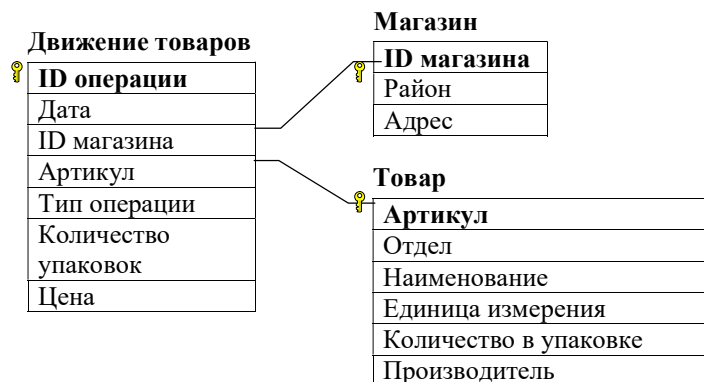 Движение товаров
ID операции
Дата
ID магазина
Артикул
Тип операции
Количество
упаковок
Цена
Магазин
ID магазина
Район
Адрес
Товар
Артикул
Отдел
Наименование
Единица измерения
Количество в упаковке
Производитель